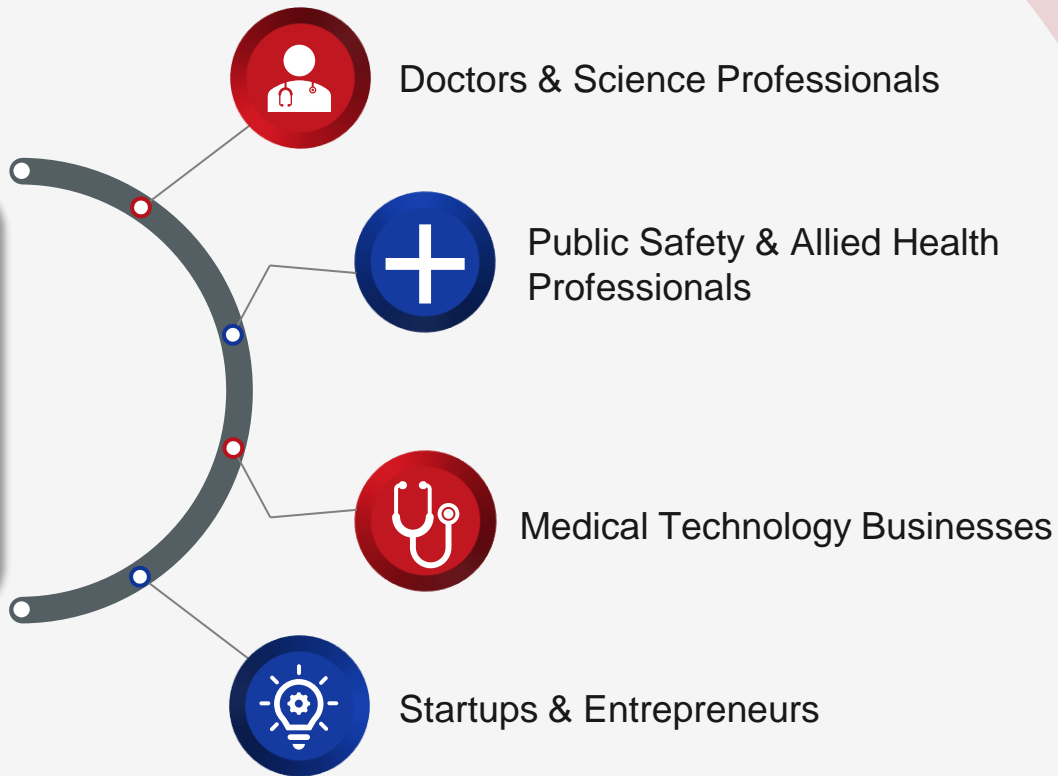 Doctors & Science Professionals
Public Safety & Allied Health
Professionals
Medical Technology Businesses
Startups & Entrepreneurs